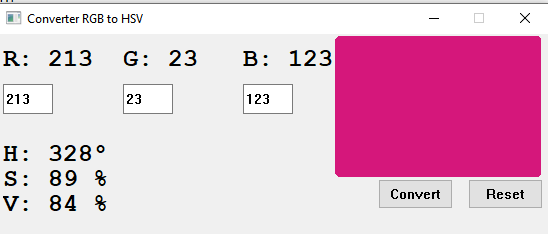 Converter RGB to HSV
R: 213 G: 23 B: 123
213 23 123
H: 328°
S: 89 %
V: 84 %
Convert Reset